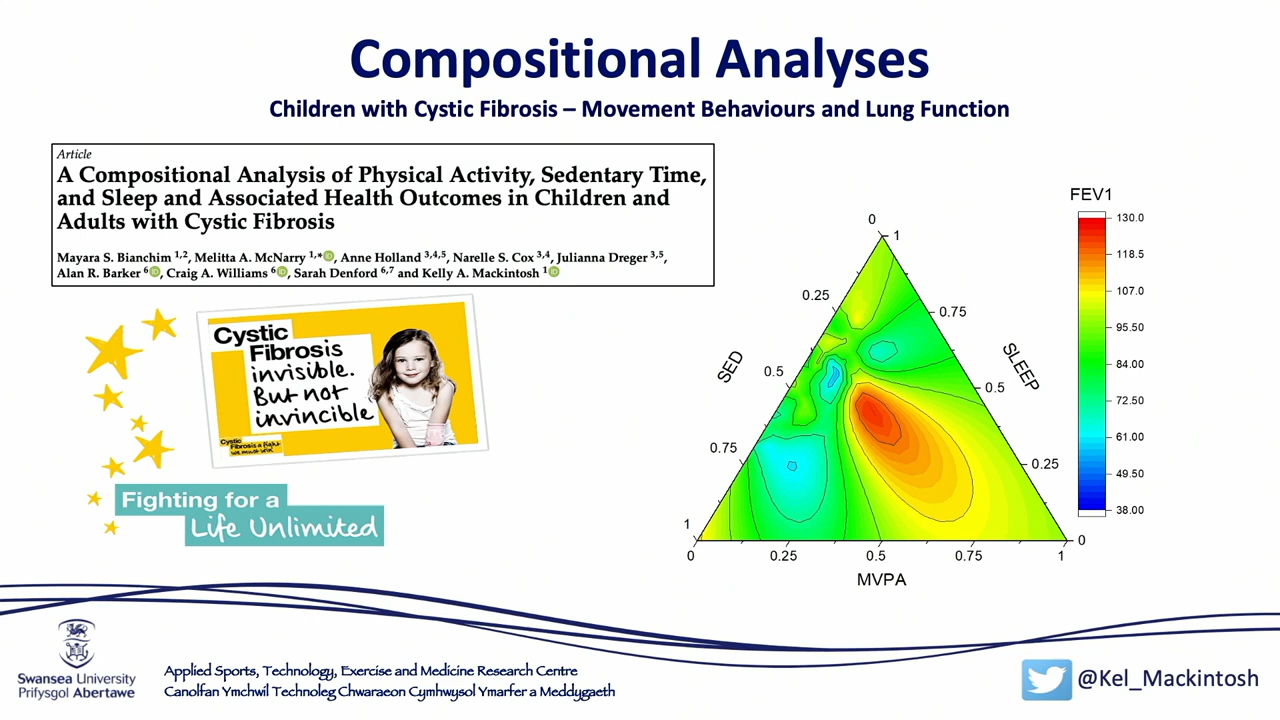 Compositional Analyses
Children with Cystic Fibrosis – Movement Behaviours and Lung Function
Article
A Compositional Analysis of Physical Activity, Sedentary Time,
and Sleep and Associated Health Outcomes in Children and
Adults with Cystic Fibrosis
Mayara S. Bianchim 1,2, Melitta A. McNarry 1,*, Anne Holland 3,4,5, Narelle S. Cox 3,4, Julianna Dreger 3,5,
Alan R. Barker 6, Craig A. Williams 6, Sarah Denford 6,7 and Kelly A. Mackintosh 1
Cystic
Fibrosis
invisible.
But not
invincible
Cystic
Fibrosis a fight
we must win
Fighting for a
Life Unlimited
FEV1
130.0
118.5
107.0
95.50
84.00
72.50
61.00
49.50
38.00
0
0.25
0.5
0.75
1
SED
1
0.75
0.5
0.25
0
SLEEP
0
0.25
0.5
0.75
1
MVPA
Swansea University
Prifysgol Abertawe
Applied Sports, Technology, Exercise and Medicine Research Centre
Canolfan Ymchwil Technoleg Chwaraeon Cymhwysol Ymarfer a Meddygaeth
@Kel_Mackintosh